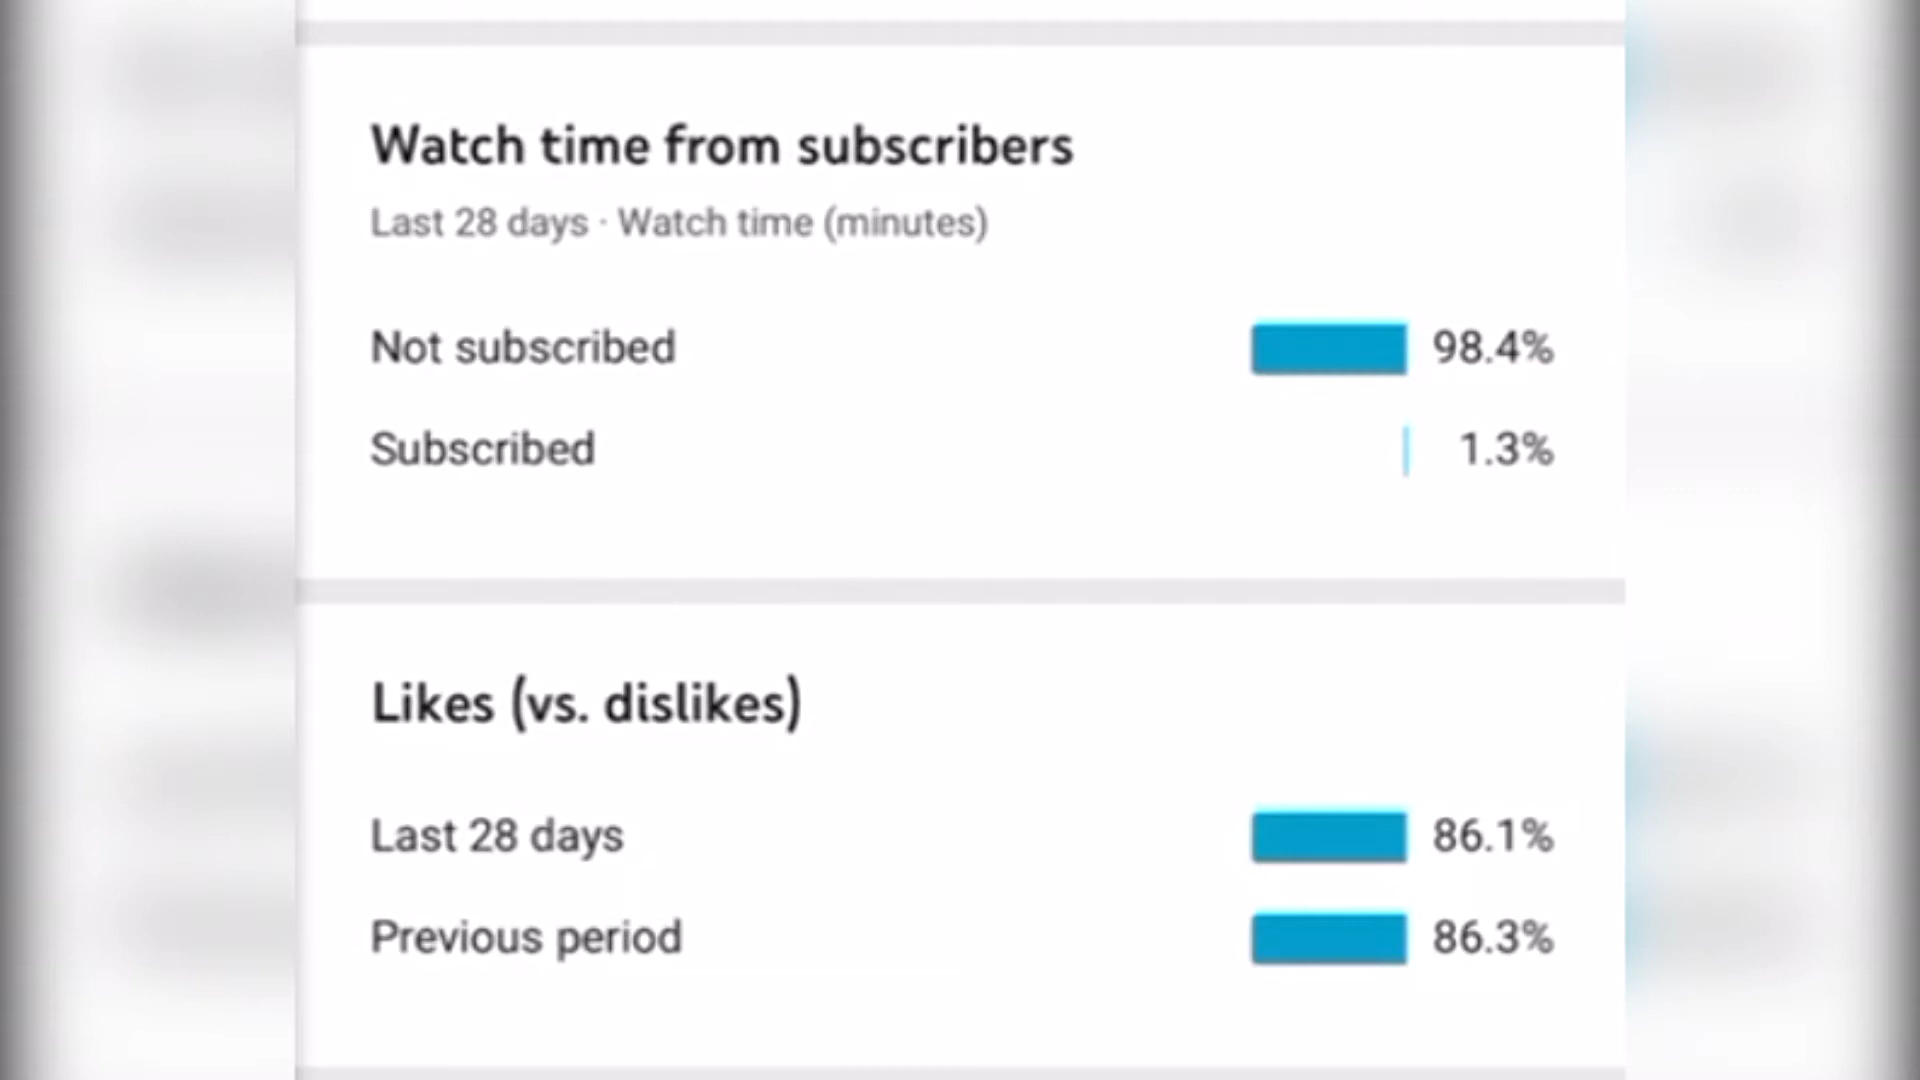 Watch time from subscribers
Last 28 days · Watch time (minutes)
Not subscribed 98.4%
Subscribed 1.3%
Likes (vs. dislikes)
Last 28 days 86.1%
Previous period 86.3%